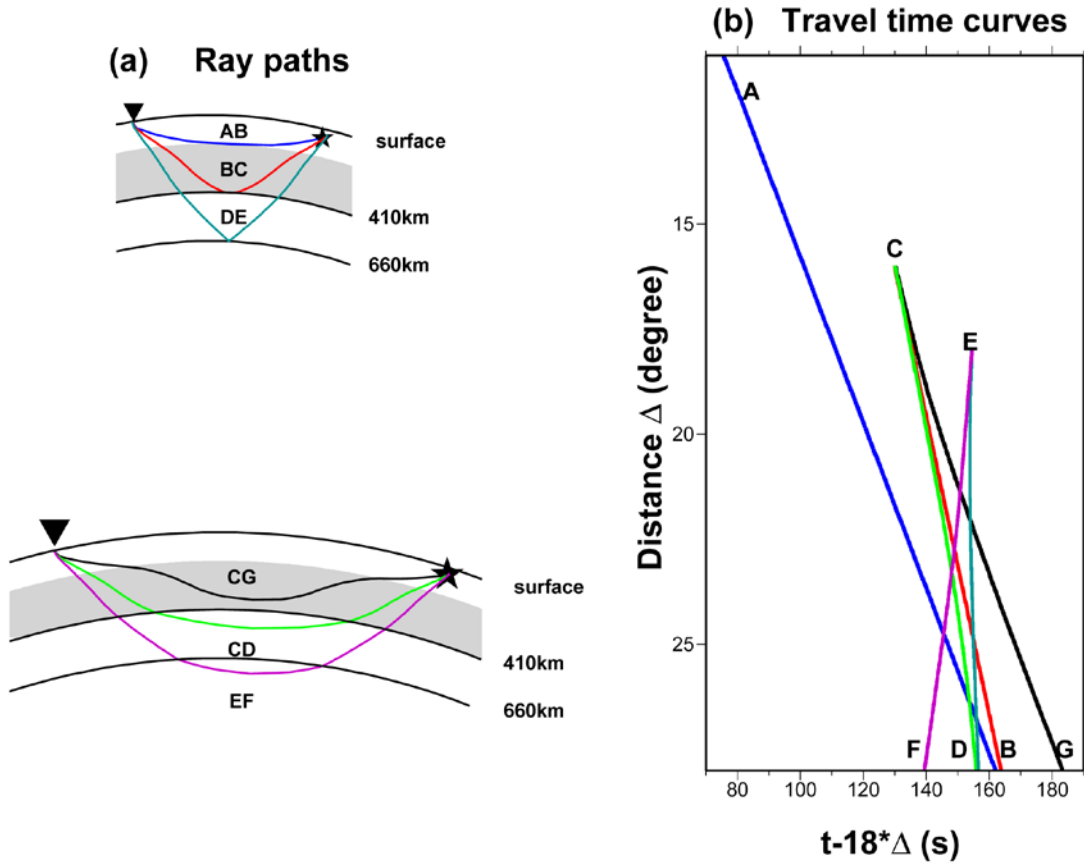 (a) Ray paths
AB
surface
BC
410km
DE
660km
CG
surface
CD
410km
EF
660km
(b) Travel time curves
A
15
C
E
20
25
F D B G
80 100 120 140 160 180
Distance Δ (degree)
t-18*Δ (s)